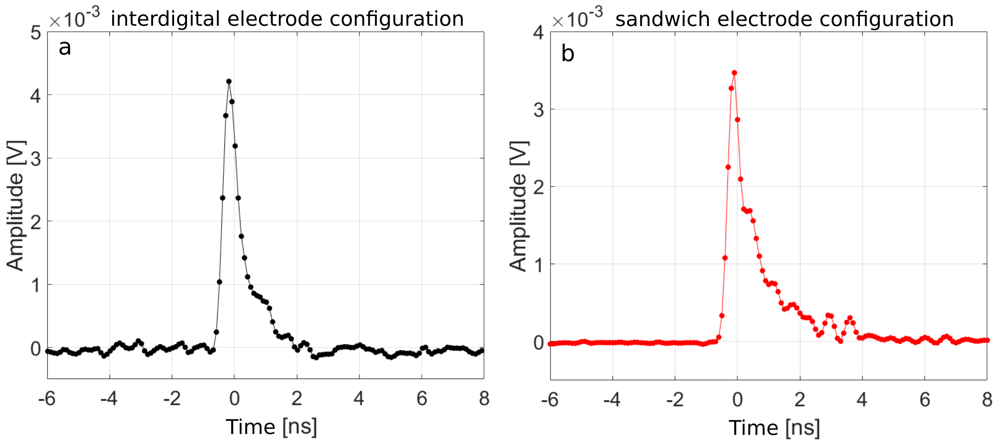 ×10-3 interdigital electrode configuration
a
5
4
3
2
1
0
Amplitude [V]
-6 -4 -2 0 2 4 6 8
Time [ns]
×10-3 sandwich electrode configuration
b
4
3
2
1
0
Amplitude [V]
-6 -4 -2 0 2 4 6 8
Time [ns]